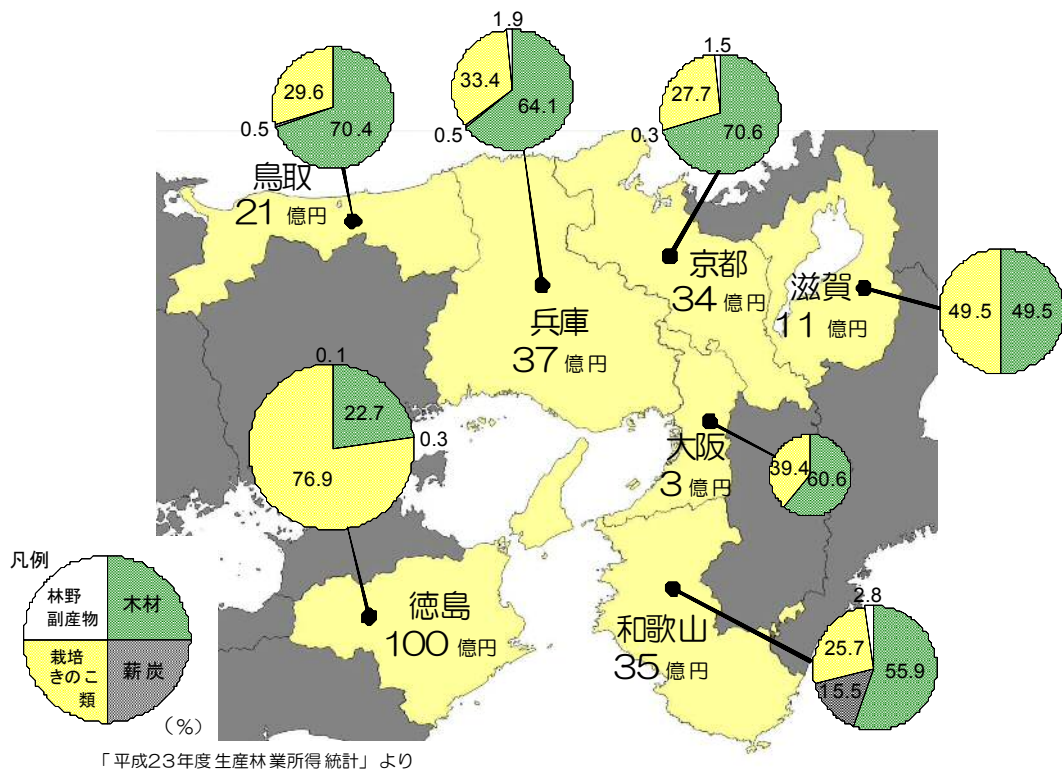 1.9
33.4
64.1
0.5
1.5
27.7
70.6
0.3
29.6
70.4
0.5
鳥取
21 億円
兵庫
37 億円
京都
34 億円
滋賀
11 億円
49.5
49.5
0.1
22.7
0.3
76.9
大阪
3 億円
39.4
60.6
徳島
100 億円
和歌山
35 億円
2.8
25.7
55.9
15.5
凡例
林野
副産物
木材
栽培
きのこ
類
薪炭
(%)
「平成23年度生産林業所得統計」より